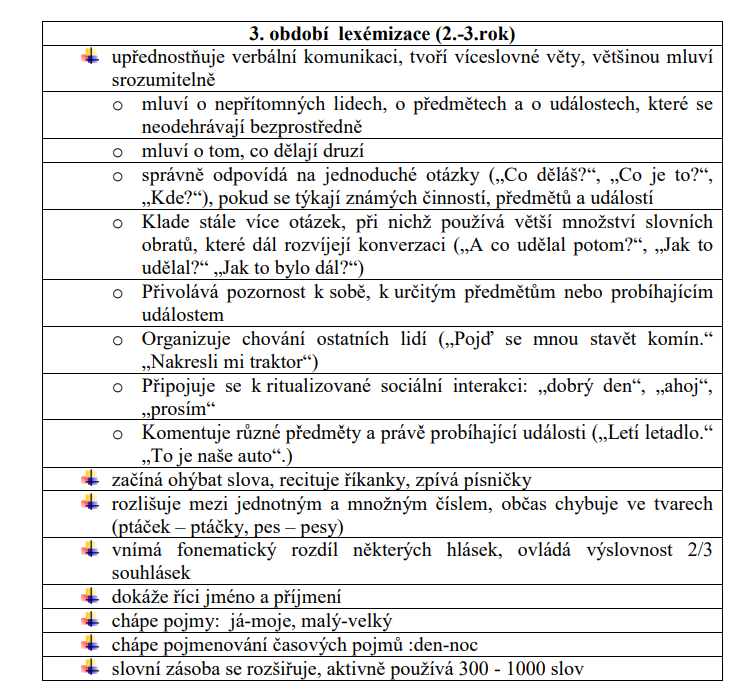 3. období lexémizace (2.-3.rok)
upřednostňuje verbální komunikaci, tvoří víceslovné věty, většinou mluví
srozumitelně
o mluví o nepřítomných lidech, o předmětech a o událostech, které se
neodehrávají bezprostředně
o mluví o tom, co dělají druzí
o správně odpovídá na jednoduché otázky („Co děláš?“, „Co je to?“,
„Kde?“), pokud se týkají známých činností, předmětů a událostí
o Klade stále více otázek, při nichž používá větší množství slovních
obratů, které dál rozvíjejí konverzaci („A co udělal potom?“, „Jak to
udělal?“ „Jak to bylo dál?“)
o Přivolává pozornost k sobě, k určitým předmětům nebo probíhajícím
událostem
o Organizuje chování ostatních lidí („Pojď se mnou stavět komín.“
„Nakresli mi traktor“)
o Připojuje se k ritualizované sociální interakci: „dobrý den“, „ahoj“,
„prosím“
o Komentuje různé předměty a právě probíhající události („Letí letadlo.“
„To je naše auto“.)
začíná ohýbat slova, recituje říkanky, zpívá písničky
rozlišuje mezi jednotným a množným číslem, občas chybuje ve tvarech
(ptáček – ptáčky, pes – pesy)
vnímá fonematický rozdíl některých hlásek, ovládá výslovnost 2/3
souhlásek
dokáže říci jméno a příjmení
chápe pojmy: já-moje, malý-velký
chápe pojmenování časových pojmů :den-noc
slovní zásoba se rozšiřuje, aktivně používá 300 - 1000 slov